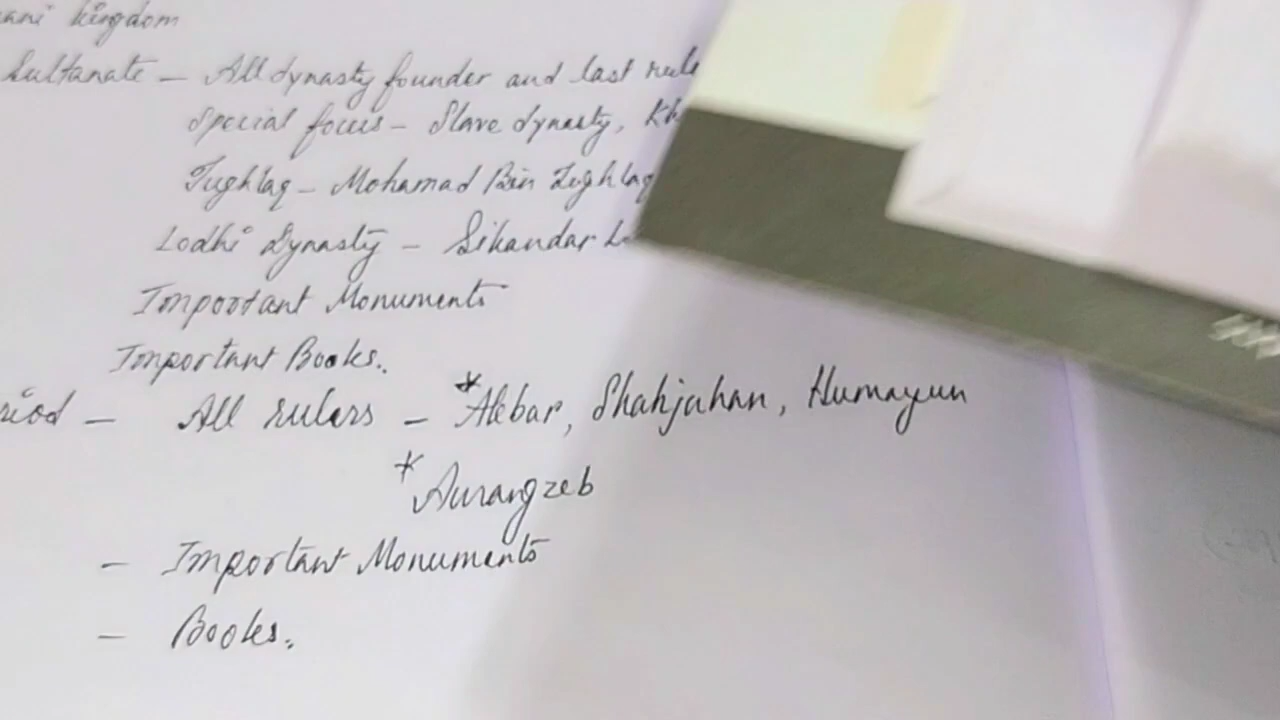 kingdom
Sultanate - All dynasty founder and last
Special focus - Slave dynasty,
Tughlaq - Mohamad Bin Tughlaq
Lodhi Dynasty - Sikandar
Important Monuments
Important Books.
- All rulers - *Akbar, Shahjahan, Humayun
*Aurangzeb
- Important Monuments
- Books.